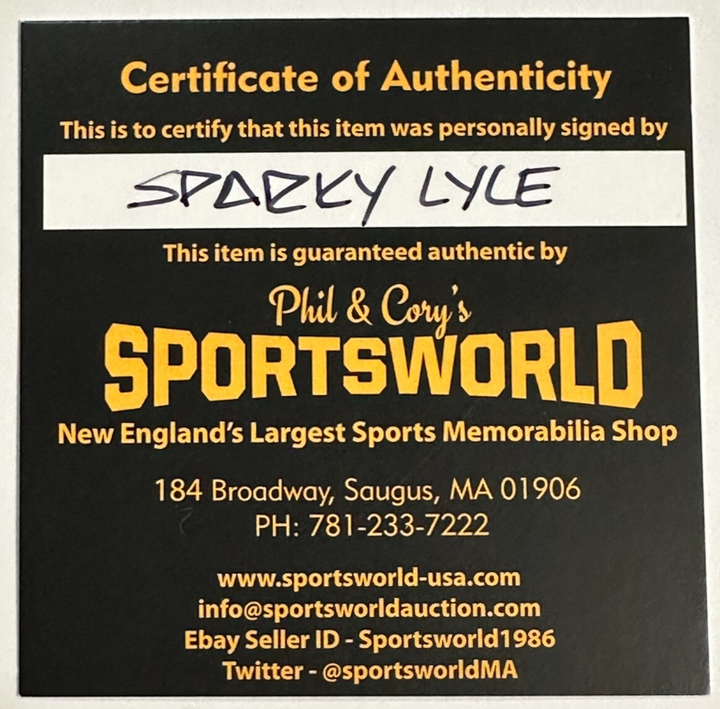 Certificate of Authenticity
This is to certify that this item was personally signed by
SPARKY LYLE
This item is guaranteed authentic by
Phil & Cory's
SPORTSWORLD
New England's Largest Sports Memorabilia Shop
184 Broadway, Saugus, MA 01906
PH: 781-233-7222
www.sportsworld-usa.com
info@sportsworldauction.com
Ebay Seller ID - Sportsworld1986
Twitter - @sportsworldMA